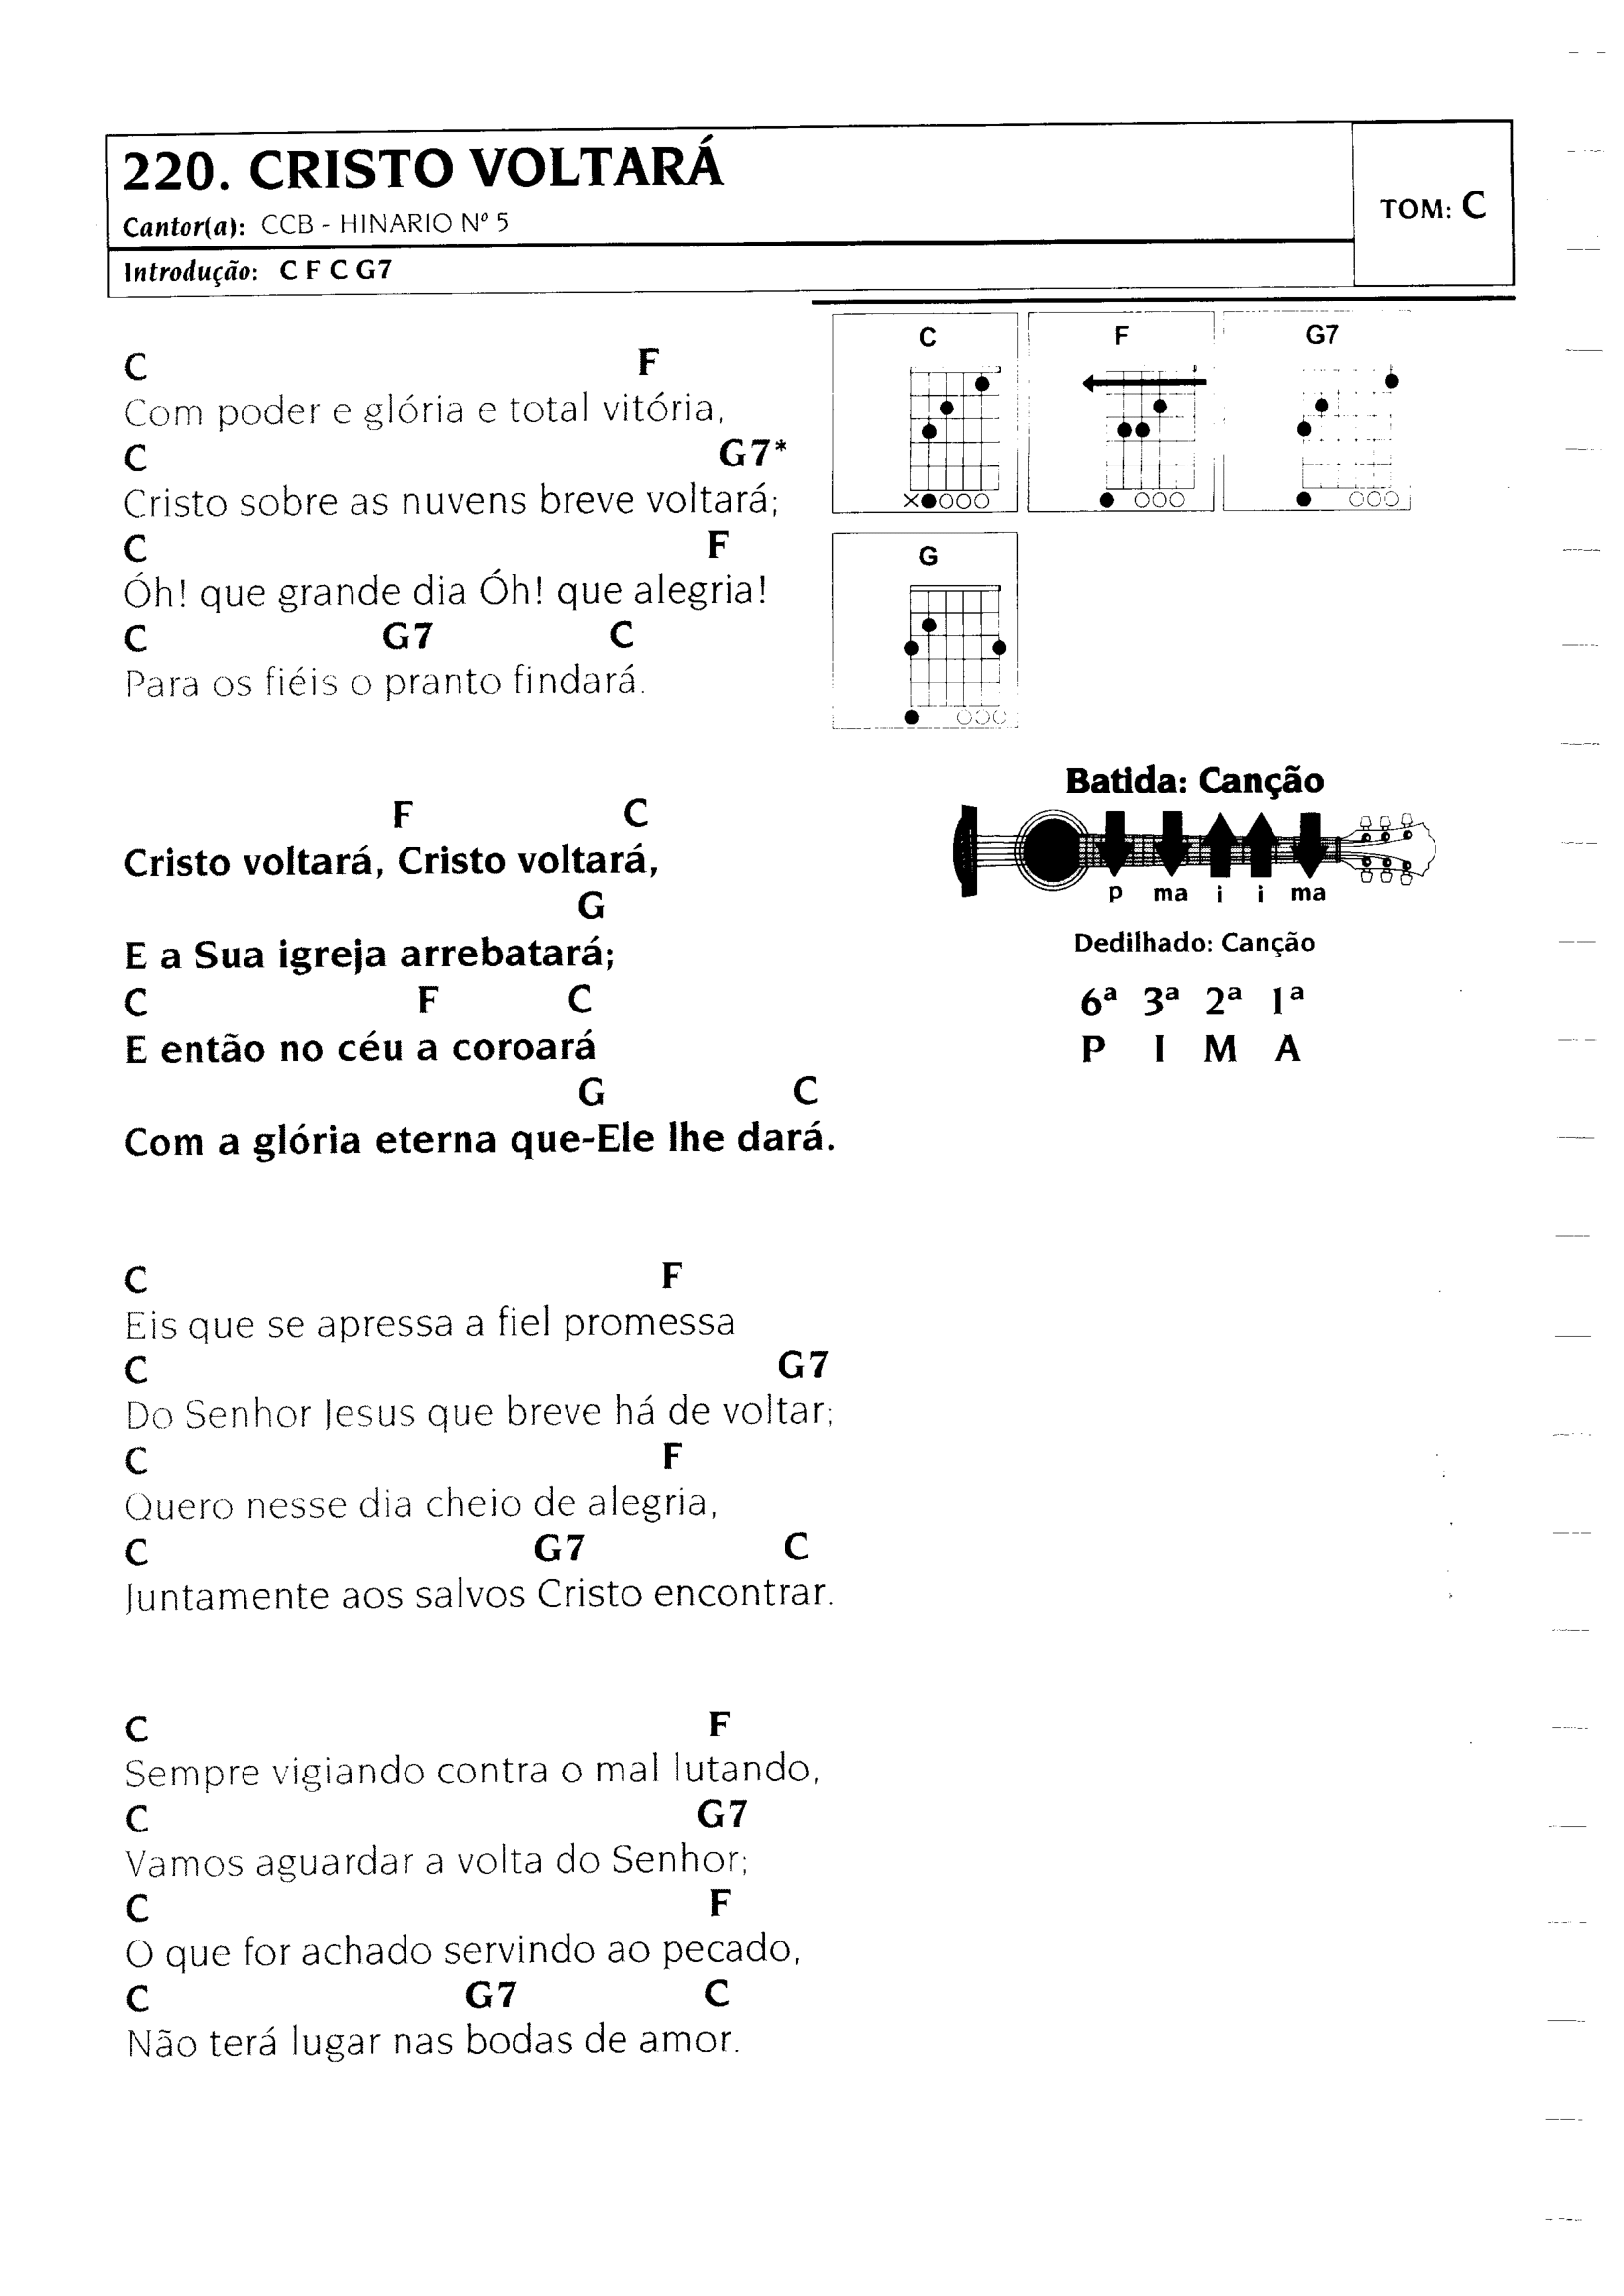 220. CRISTO VOLTARÁ
Cantor(a): CCB - HINARIO Nº 5
TOM: C
Introdução: C F C G7
C F
Com poder e glória e total vitória,
C G7*
Cristo sobre as nuvens breve voltará;
C F
Óh! que grande dia Óh! que alegria!
C G7 C
Para os fiéis o pranto findará.
C F G7
G
F C
Cristo voltará, Cristo voltará,
G
E a Sua igreja arrebatará;
C F C
E então no céu a coroará
G C
Com a glória eterna que-Ele lhe dará.
Batida: Canção
p ma i i ma
Dedilhado: Canção
6ª 3ª 2ª 1ª
P I M A
C F
Eis que se apressa a fiel promessa
C G7
Do Senhor Jesus que breve há de voltar;
C F
Quero nesse dia cheio de alegria,
C G7 C
Juntamente aos salvos Cristo encontrar.
C F
Sempre vigiando contra o mal lutando,
C G7
Vamos aguardar a volta do Senhor;
C F
O que for achado servindo ao pecado,
C G7 C
Não terá lugar nas bodas de amor.